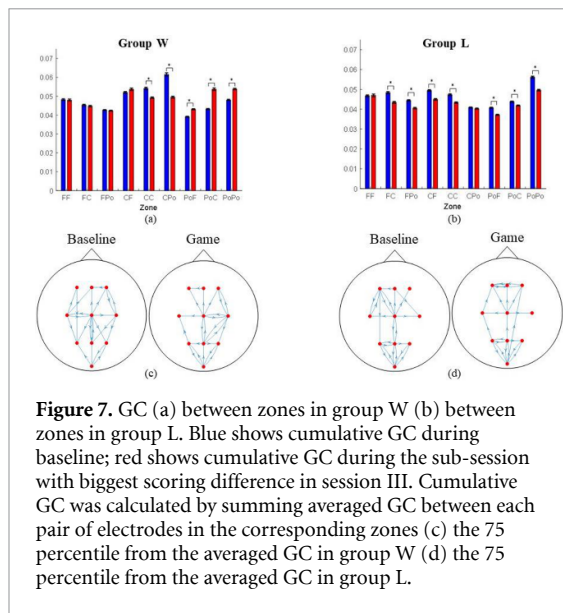 Group W
Group L
0.07
0.06
0.05
0.04
0.03
0.02
0.01
0
FF FC FPo CF CC CPo PoF PoC PoPo
Zone
(a)
0.07
0.06
0.05
0.04
0.03
0.02
0.01
0
FF FC FPo CF CC CPo PoF PoC PoPo
Zone
(b)
Baseline
Game
(c)
Baseline
Game
(d)
Figure 7. GC (a) between zones in group W (b) between
zones in group L. Blue shows cumulative GC during
baseline; red shows cumulative GC during the sub-session
with biggest scoring difference in session III. Cumulative
GC was calculated by summing averaged GC between each
pair of electrodes in the corresponding zones (c) the 75
percentile from the averaged GC in group W (d) the 75
percentile from the averaged GC in group L.